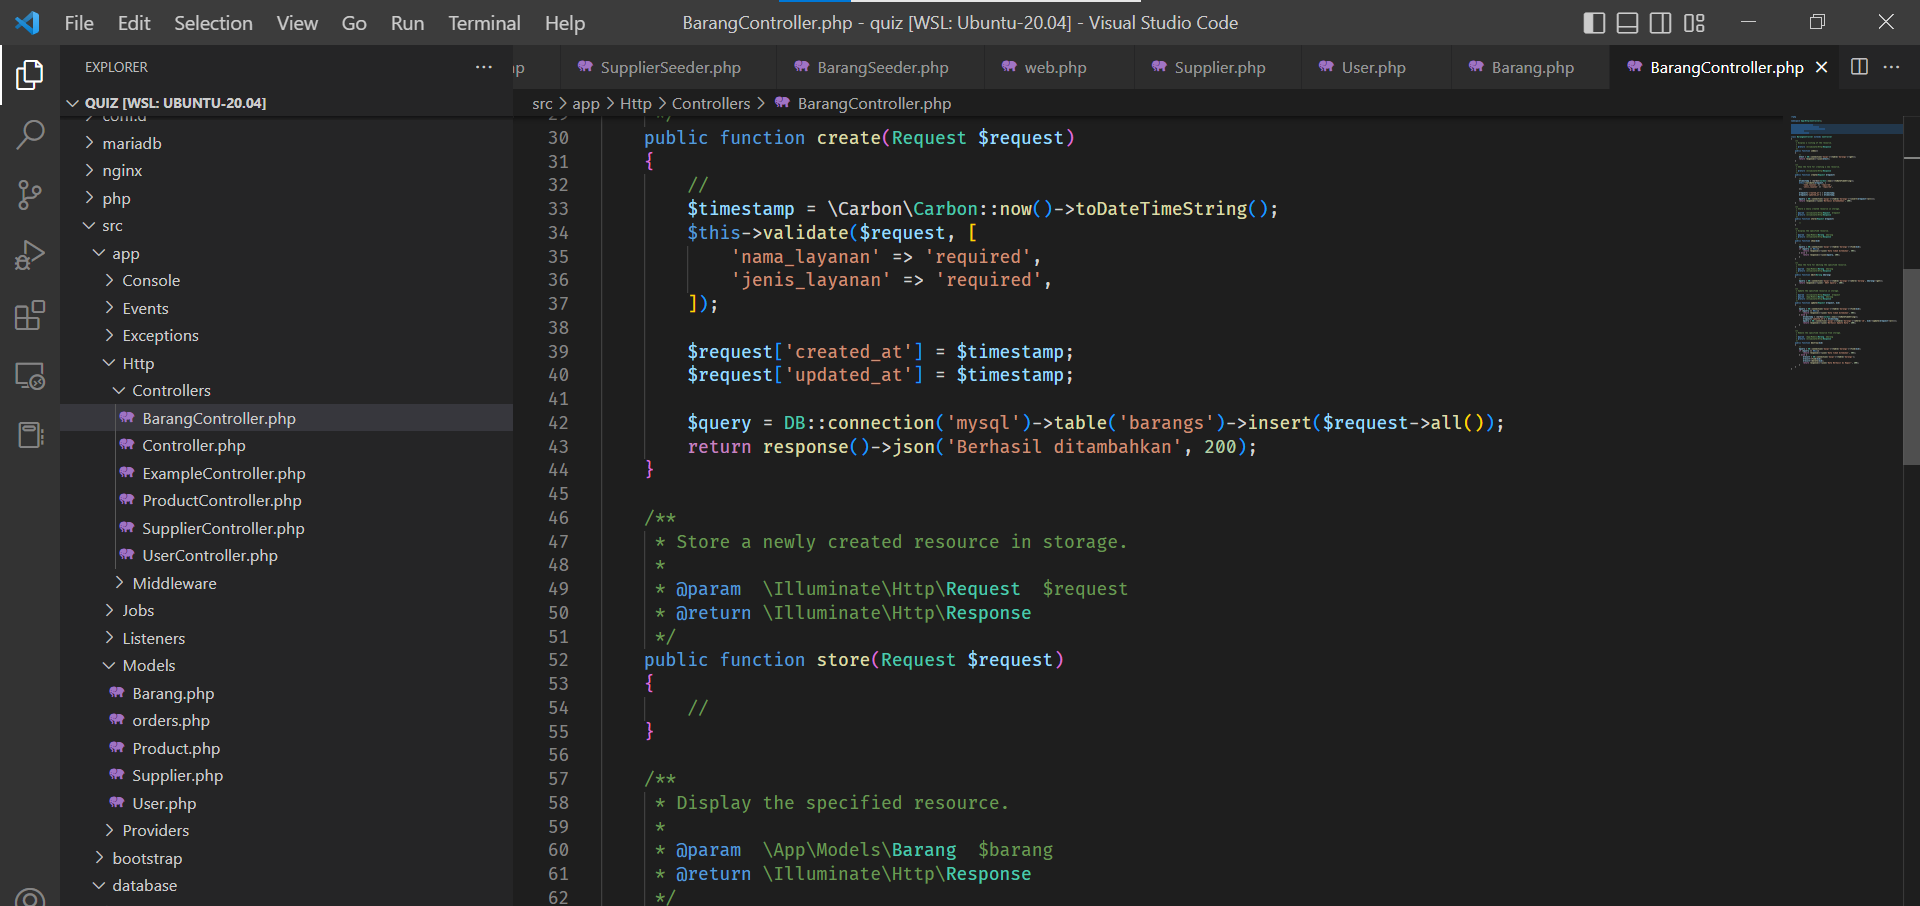 File Edit Selection View Go Run Terminal Help BarangController.php - quiz [WSL: Ubuntu-20.04] - Visual Studio Code
EXPLORER
SupplierSeeder.php BarangSeeder.php web.php Supplier.php User.php Barang.php BarangController.php
QUIZ [WSL: UBUNTU-20.04]
src > app > Http > Controllers > BarangController.php
conf.d
mariadb
nginx
php
src
app
Console
Events
Exceptions
Http
Controllers
BarangController.php
Controller.php
ExampleController.php
ProductController.php
SupplierController.php
UserController.php
Middleware
Jobs
Listeners
Models
Barang.php
orders.php
Product.php
Supplier.php
User.php
Providers
bootstrap
database
29 */
30 public function create(Request $request)
31 {
32 //
33 $timestamp = \Carbon\Carbon::now()->toDateTimeString();
34 $this->validate($request, [
35 'nama_layanan' => 'required',
36 'jenis_layanan' => 'required',
37 ]);
38
39 $request['created_at'] = $timestamp;
40 $request['updated_at'] = $timestamp;
41
42 $query = DB::connection('mysql')->table('barangs')->insert($request->all());
43 return response()->json('Berhasil ditambahkan', 200);
44 }
45
46 /**
47 * Store a newly created resource in storage.
48 *
49 * @param \Illuminate\Http\Request $request
50 * @return \Illuminate\Http\Response
51 */
52 public function store(Request $request)
53 {
54 //
55 }
56
57 /**
58 * Display the specified resource.
59 *
60 * @param \App\Models\Barang $barang
61 * @return \Illuminate\Http\Response
62 */